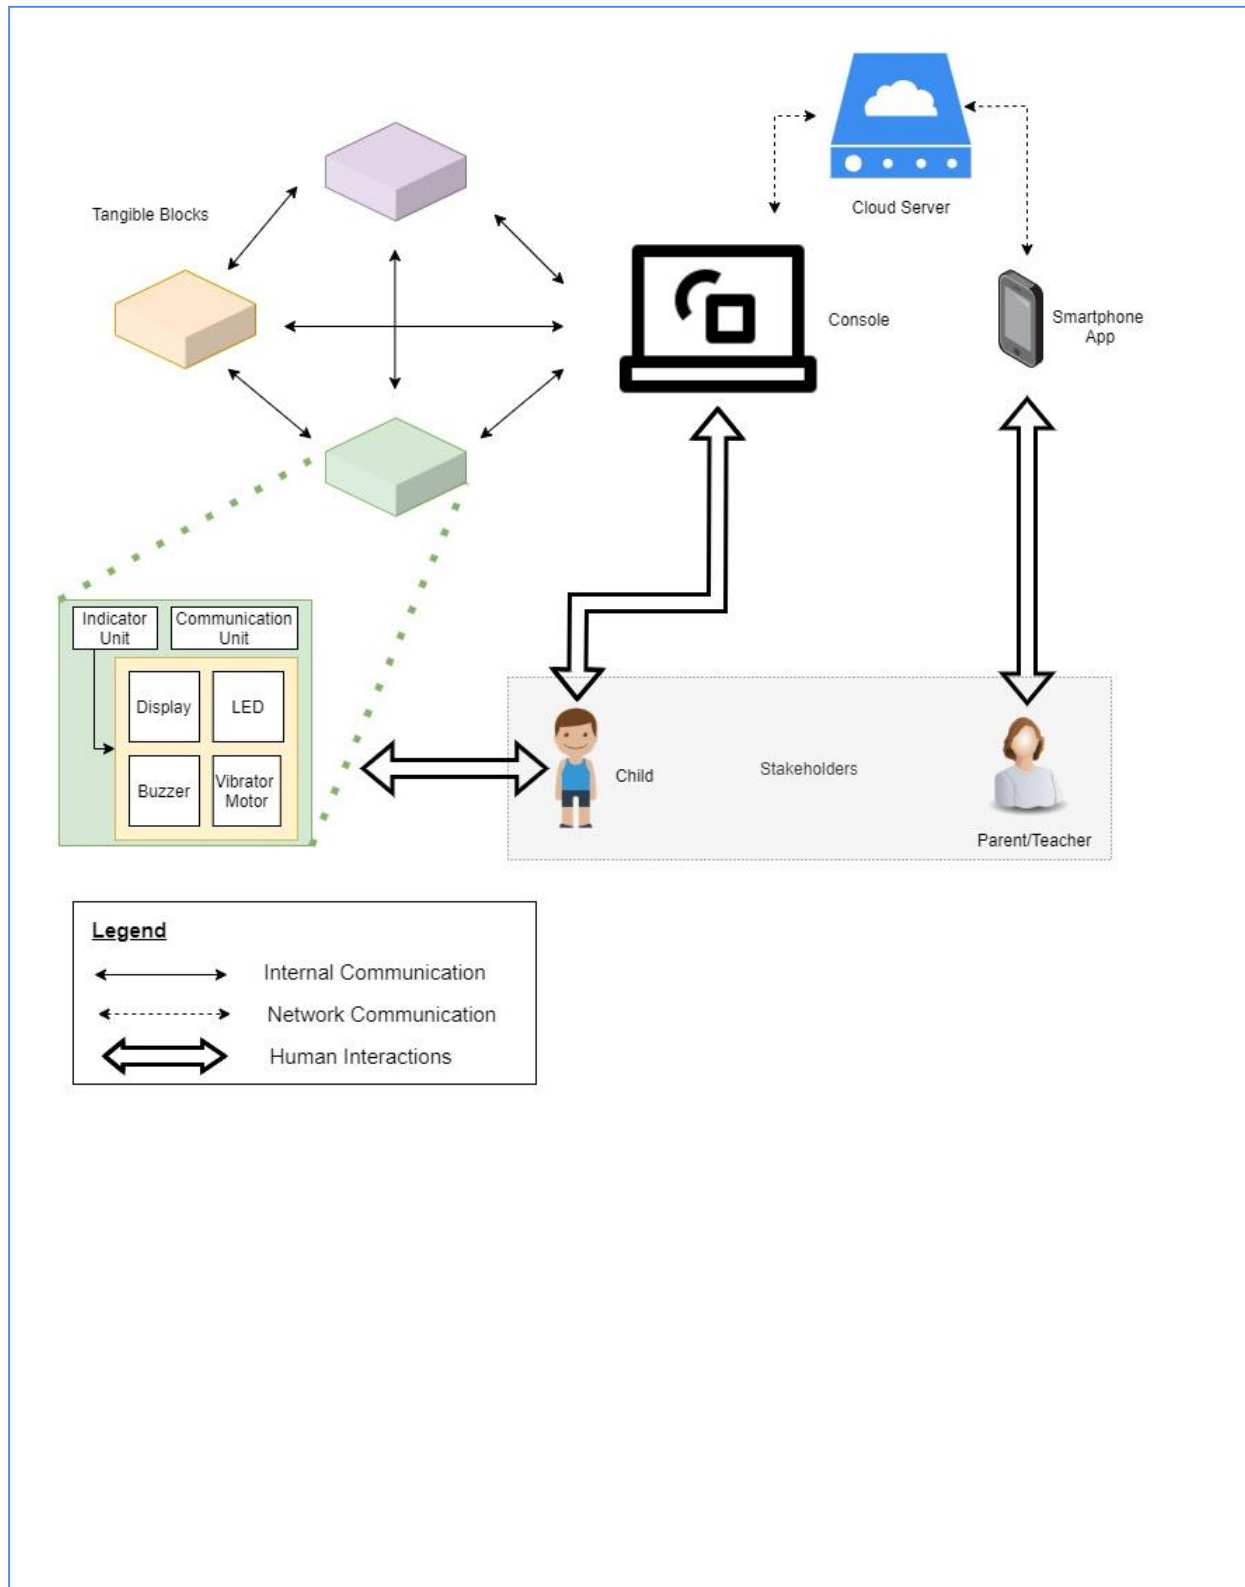 Tangible Blocks
Cloud Server
Console
Smartphone
App
Indicator
Unit
Communication
Unit
Display
LED
Buzzer
Vibrator
Motor
Child
Stakeholders
Parent/Teacher
Legend
Internal Communication
Network Communication
Human Interactions